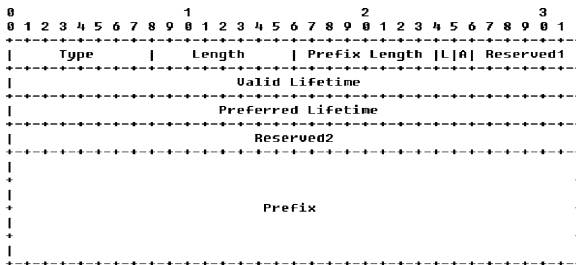 0 1 2 3
0 1 2 3 4 5 6 7 8 9 0 1 2 3 4 5 6 7 8 9 0 1 2 3 4 5 6 7 8 9 0 1
+-+-+-+-+-+-+-+-+-+-+-+-+-+-+-+-+-+-+-+-+-+-+-+-+-+-+-+-+-+-+-+-
| Type | Length | Prefix Length |L|A| Reserved1
+-+-+-+-+-+-+-+-+-+-+-+-+-+-+-+-+-+-+-+-+-+-+-+-+-+-+-+-+-+-+-+-
| Valid Lifetime
+-+-+-+-+-+-+-+-+-+-+-+-+-+-+-+-+-+-+-+-+-+-+-+-+-+-+-+-+-+-+-+-
| Preferred Lifetime
+-+-+-+-+-+-+-+-+-+-+-+-+-+-+-+-+-+-+-+-+-+-+-+-+-+-+-+-+-+-+-+-
| Reserved2
+-+-+-+-+-+-+-+-+-+-+-+-+-+-+-+-+-+-+-+-+-+-+-+-+-+-+-+-+-+-+-+-
|
+
|
+ Prefix
|
+
|
+-+-+-+-+-+-+-+-+-+-+-+-+-+-+-+-+-+-+-+-+-+-+-+-+-+-+-+-+-+-+-+-